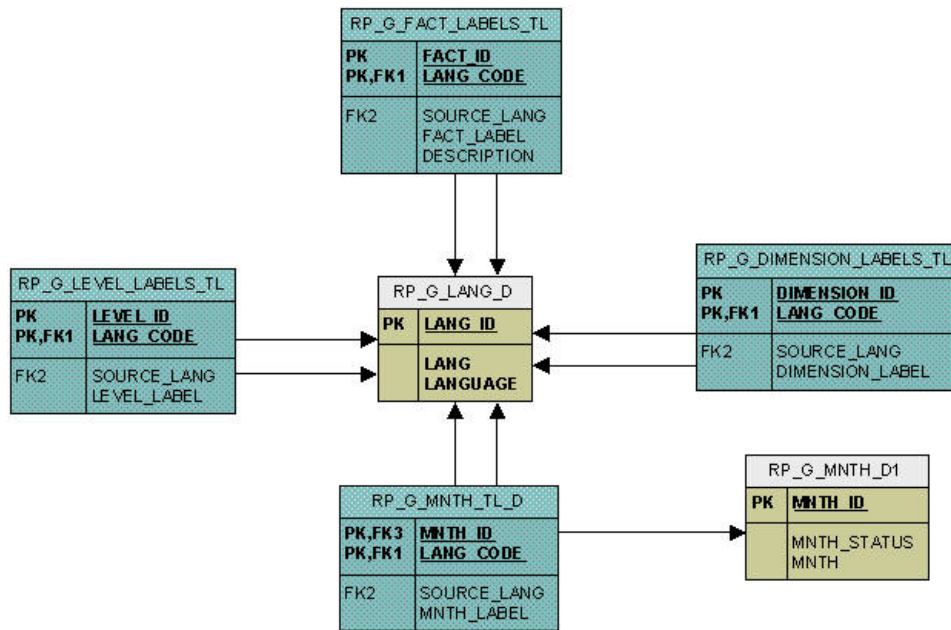 RP_G_FACT_LABELS_TL
PK FACT_ID
PK,FK1 LANG_CODE
FK2 SOURCE_LANG
FACT_LABEL
DESCRIPTION
RP_G_LEVEL_LABELS_TL
PK LEVEL_ID
PK,FK1 LANG_CODE
FK2 SOURCE_LANG
LEVEL_LABEL
RP_G_LANG_D
PK LANG_ID
LANG
LANGUAGE
RP_G_DIMENSION_LABELS_TL
PK DIMENSION_ID
PK,FK1 LANG_CODE
FK2 SOURCE_LANG
DIMENSION_LABEL
RP_G_MNTH_TL_D
PK,FK3 MNTH_ID
PK,FK1 LANG_CODE
FK2 SOURCE_LANG
MNTH_LABEL
RP_G_MNTH_D1
PK MNTH_ID
MNTH_STATUS
MNTH